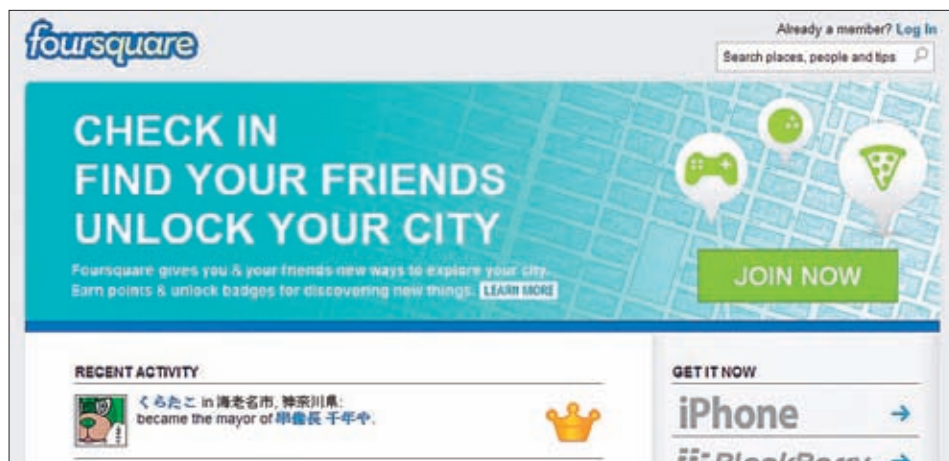 foursquare
Already a member? Log In
Search places, people and tips
CHECK IN
FIND YOUR FRIENDS
UNLOCK YOUR CITY
Foursquare gives you & your friends new ways to explore your city.
Earn points & unlock badges for discovering new things. LEARN MORE
JOIN NOW
RECENT ACTIVITY
くらたこ in 海老名市, 神奈川県:
became the mayor of 串備長 千年や.
GET IT NOW
iPhone
BlackBerry